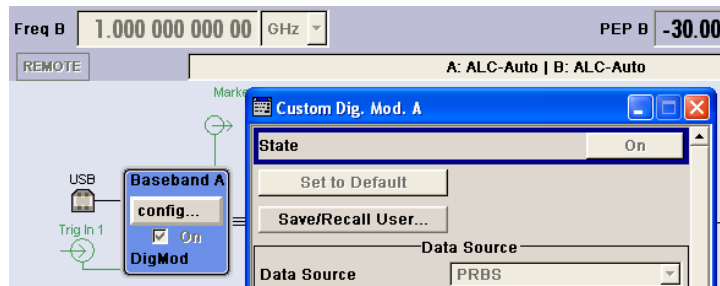 Freq B 1.000 000 000 00 GHz PEP B -30.00
REMOTE A: ALC-Auto | B: ALC-Auto
Marke
Custom Dig. Mod. A
State On
USB Baseband A Set to Default
config... Save/Recall User...
Trig In 1 On
DigMod Data Source
Data Source PRBS